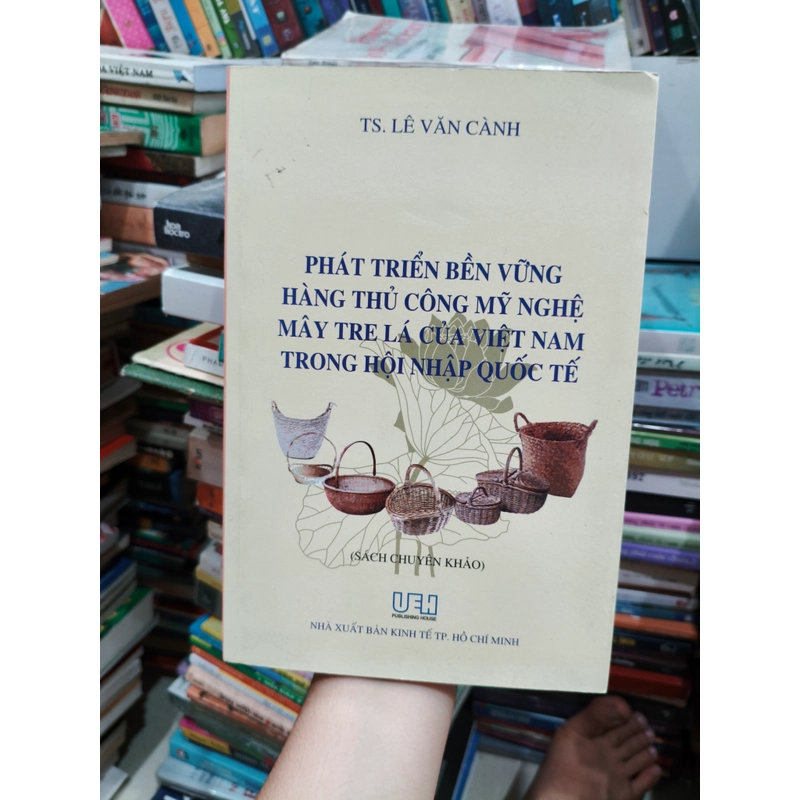 TS. LÊ VĂN CÀNH
PHÁT TRIỂN BỀN VỮNG
HÀNG THỦ CÔNG MỸ NGHỆ
MÂY TRE LÁ CỦA VIỆT NAM
TRONG HỘI NHẬP QUỐC TẾ
(SÁCH CHUYÊN KHẢO)
UEH
PUBLISHING HOUSE
NHÀ XUẤT BẢN KINH TẾ TP. HỒ CHÍ MINH
VIỆT NAM